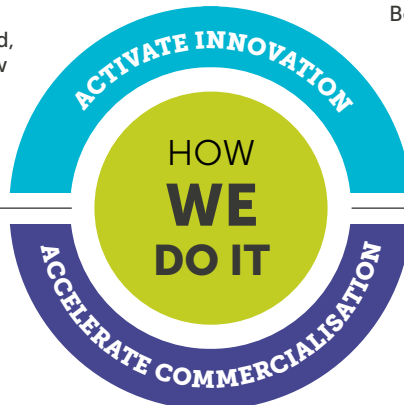 ACTIVATE INNOVATION
HOW
WE
DO IT
ACCELERATE COMMERCIALISATION